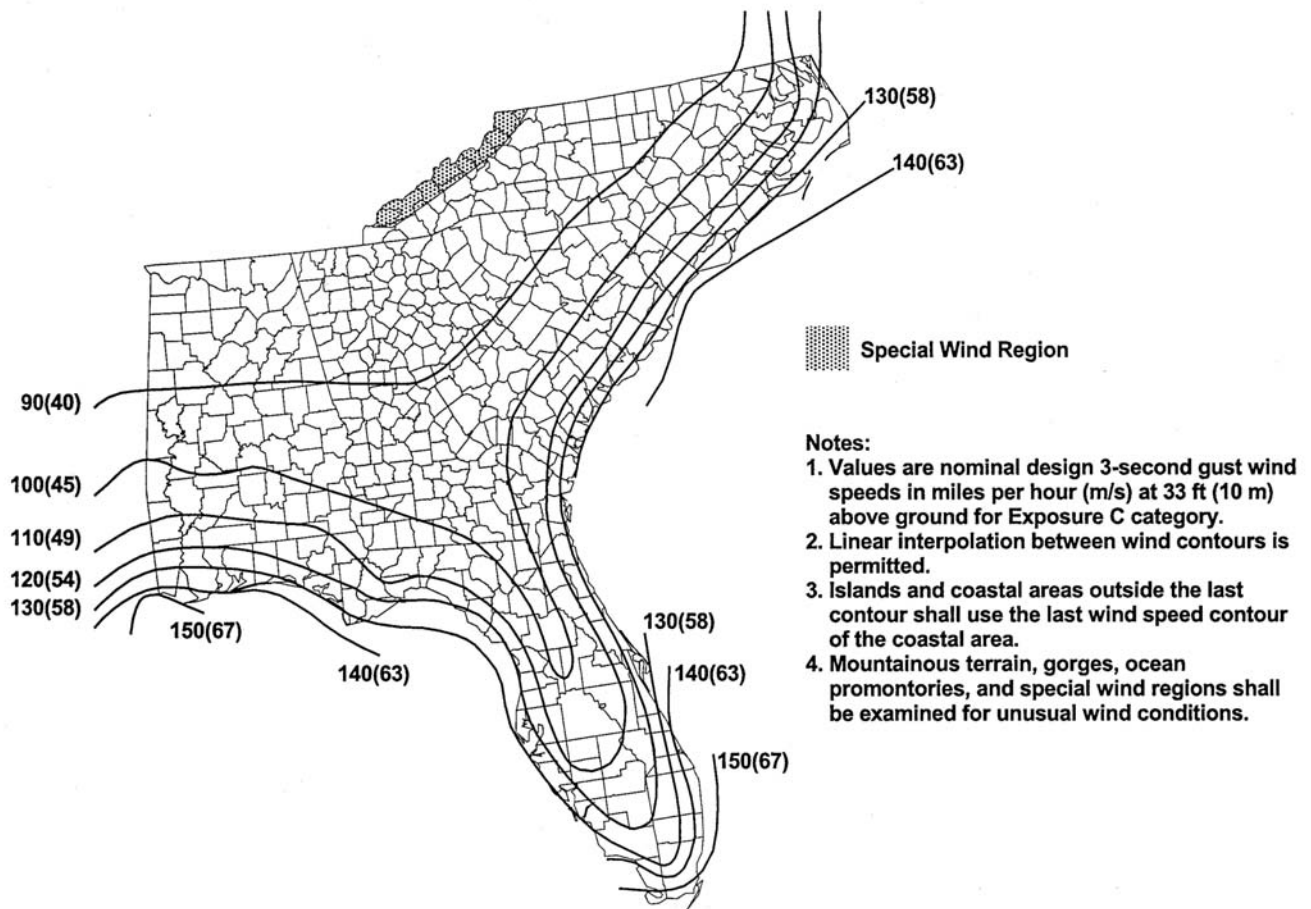 130(58)
140(63)
Special Wind Region
90(40)
100(45)
110(49)
120(54)
130(58)
150(67)
140(63)
130(58)
140(63)
150(67)
Notes:
1. Values are nominal design 3-second gust wind
speeds in miles per hour (m/s) at 33 ft (10 m)
above ground for Exposure C category.
2. Linear interpolation between wind contours is
permitted.
3. Islands and coastal areas outside the last
contour shall use the last wind speed contour
of the coastal area.
4. Mountainous terrain, gorges, ocean
promontories, and special wind regions shall
be examined for unusual wind conditions.